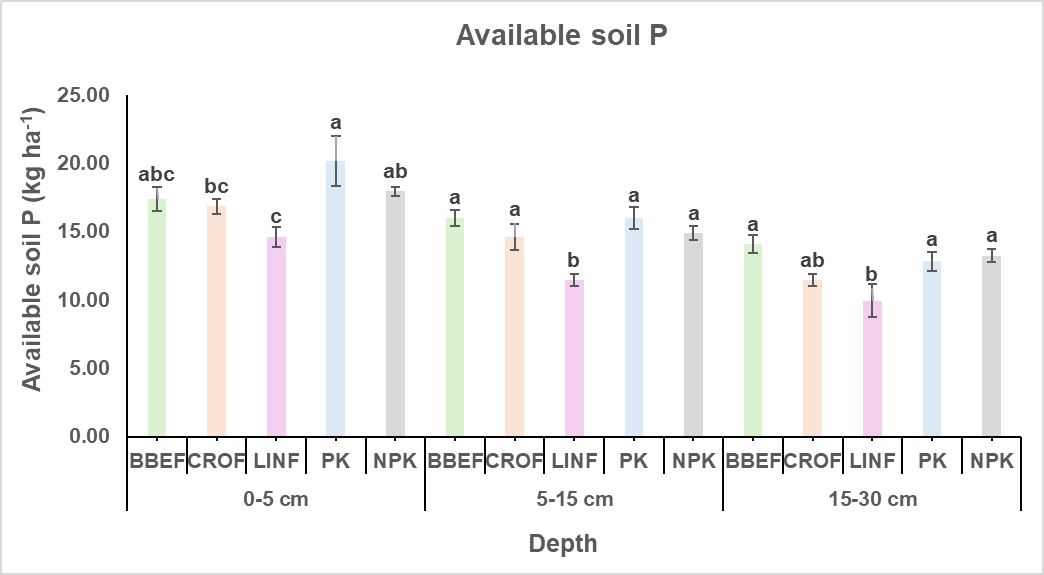 Available soil P
Available soil P (kg ha-1)
25.00
20.00
15.00
10.00
5.00
0.00
abc bc c a ab a a b a a a ab b a a
BBEF CROF LINF PK NPK BBEF CROF LINF PK NPK BBEF CROF LINF PK NPK
0-5 cm 5-15 cm 15-30 cm
Depth